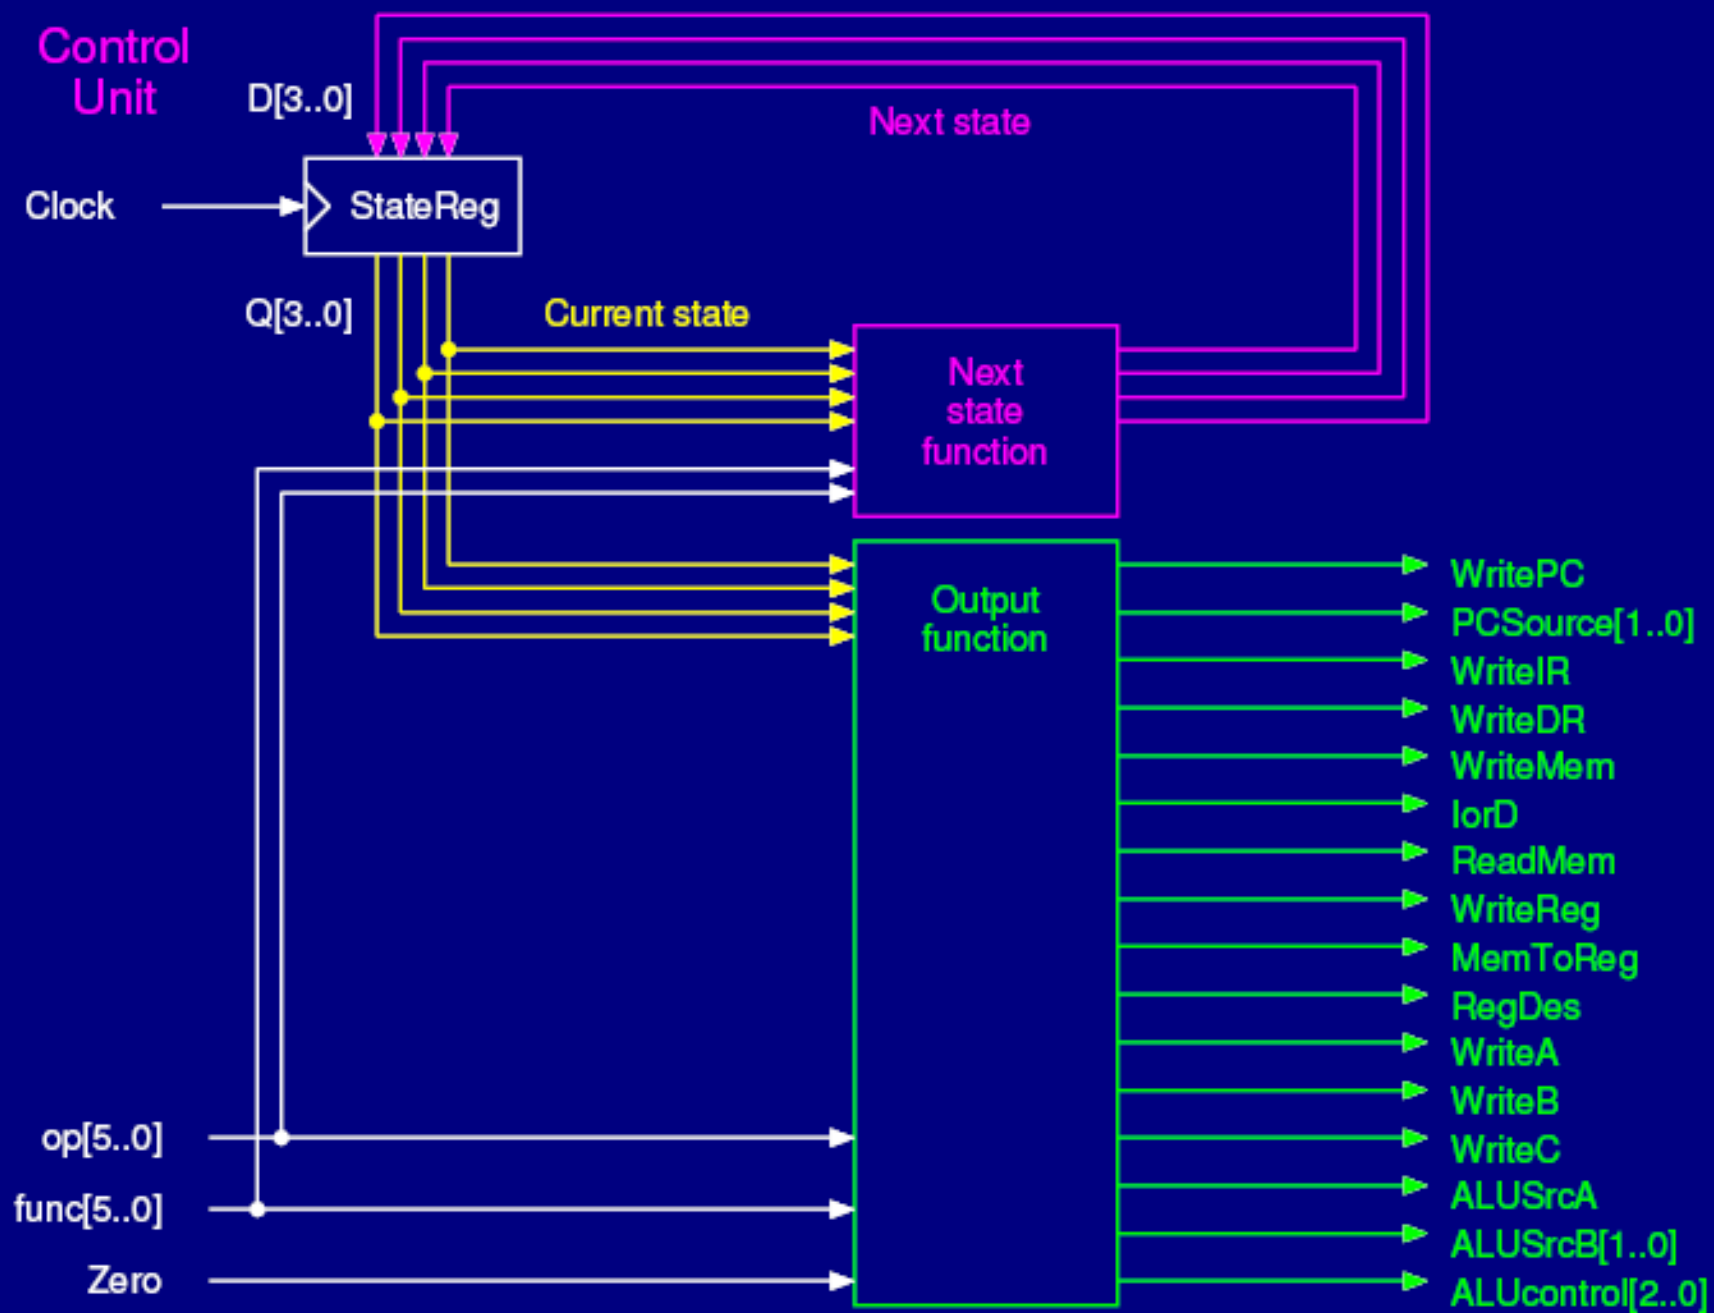 Control
Unit
D[3..0]
Next state
Clock
StateReg
Q[3..0]
Current state
Next
state
function
Output
function
WritePC
PCSource[1..0]
WriteIR
WriteDR
WriteMem
IorD
ReadMem
WriteReg
MemToReg
RegDes
WriteA
WriteB
op[5..0]
WriteC
ALUSrcA
func[5..0]
ALUSrcB[1..0]
Zero
ALUcontrol[2..0]